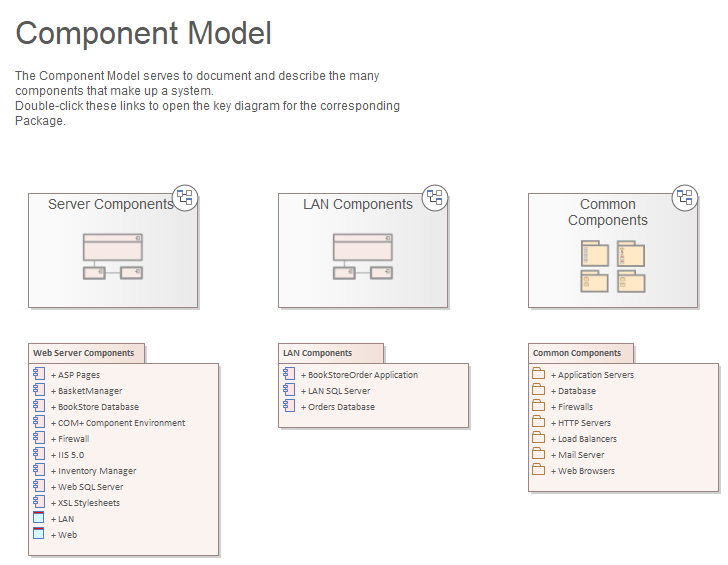 Component Model
The Component Model serves to document and describe the many
components that make up a system.
Double-click these links to open the key diagram for the corresponding
Package.
Server Components
LAN Components
Common
Components
Web Server Components
+ ASP Pages
+ BasketManager
+ BookStore Database
+ COM+ Component Environment
+ Firewall
+ IIS 5.0
+ Inventory Manager
+ Web SQL Server
+ XSL Stylesheets
+ LAN
+ Web
LAN Components
+ BookStoreOrder Application
+ LAN SQL Server
+ Orders Database
Common Components
+ Application Servers
+ Database
+ Firewalls
+ HTTP Servers
+ Load Balancers
+ Mail Server
+ Web Browsers